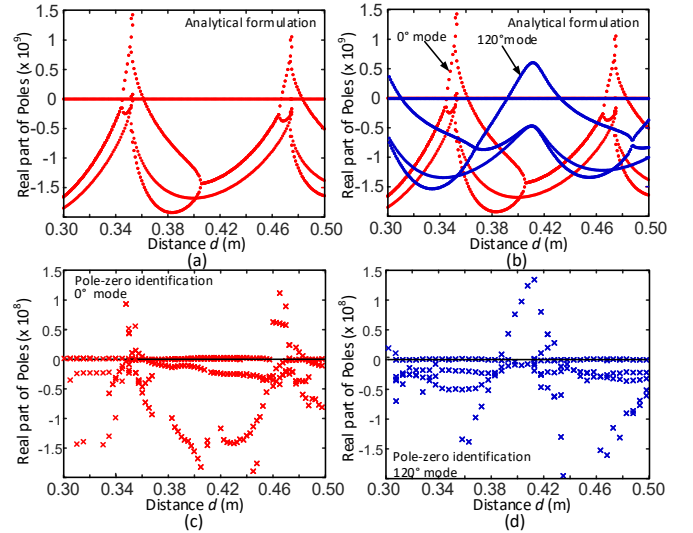 Analytical formulation
Real part of Poles (x 10⁹)
1.5
1
0.5
0
-0.5
-1
-1.5
0.30 0.34 0.38 0.42 0.46 0.50
Distance d (m)
(a)
Analytical formulation
0° mode
120° mode
Real part of Poles (x 10⁹)
1.5
1
0.5
0
-0.5
-1
-1.5
0.30 0.34 0.38 0.42 0.46 0.50
Distance d (m)
(b)
Pole-zero identification
0° mode
Real part of Poles (x 10⁸)
1.5
1
0.5
0
-0.5
-1
-1.5
0.30 0.34 0.38 0.42 0.46 0.50
Distance d (m)
(c)
Real part of Poles (x 10⁸)
1.5
1
0.5
0
-0.5
-1
-1.5
Pole-zero identification
120° mode
0.30 0.34 0.38 0.42 0.46 0.50
Distance d (m)
(d)